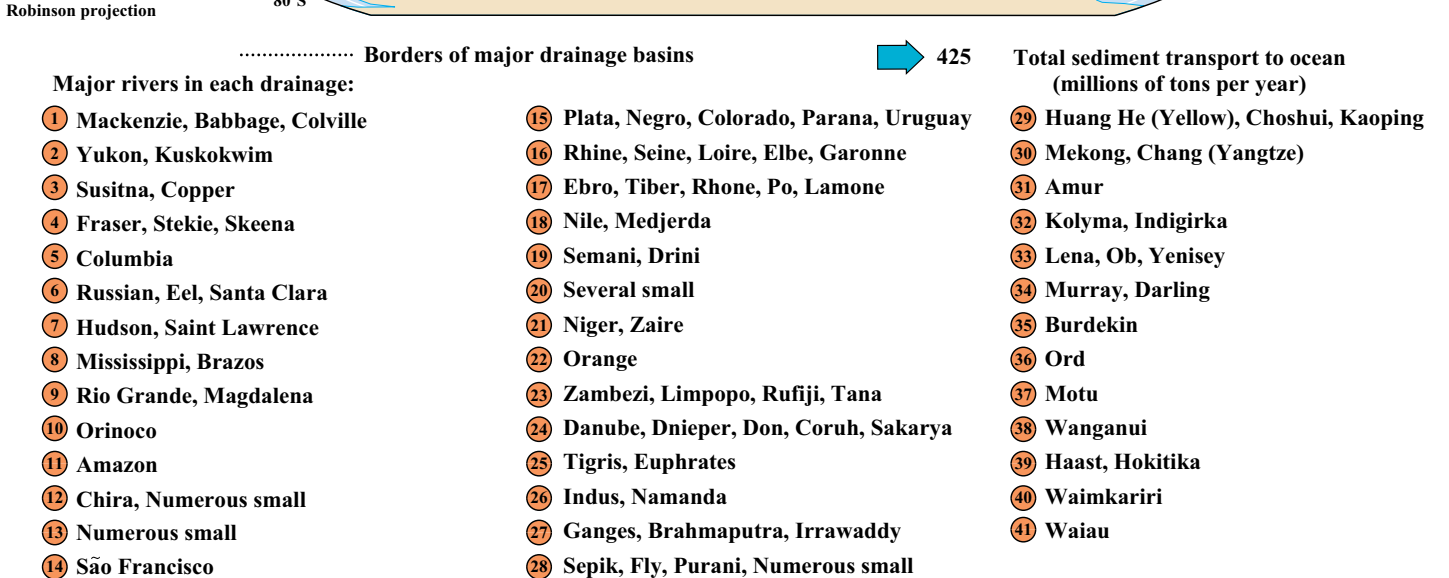 Robinson projection
80°S
Borders of major drainage basins
425
Total sediment transport to ocean
(millions of tons per year)
Major rivers in each drainage:
1 Mackenzie, Babbage, Colville
2 Yukon, Kuskokwim
3 Susitna, Copper
4 Fraser, Stekie, Skeena
5 Columbia
6 Russian, Eel, Santa Clara
7 Hudson, Saint Lawrence
8 Mississippi, Brazos
9 Rio Grande, Magdalena
10 Orinoco
11 Amazon
12 Chira, Numerous small
13 Numerous small
14 São Francisco
15 Plata, Negro, Colorado, Parana, Uruguay
16 Rhine, Seine, Loire, Elbe, Garonne
17 Ebro, Tiber, Rhone, Po, Lamone
18 Nile, Medjerda
19 Semani, Drini
20 Several small
21 Niger, Zaire
22 Orange
23 Zambezi, Limpopo, Rufiji, Tana
24 Danube, Dnieper, Don, Coruh, Sakarya
25 Tigris, Euphrates
26 Indus, Namanda
27 Ganges, Brahmaputra, Irrawaddy
28 Sepik, Fly, Purani, Numerous small
29 Huang He (Yellow), Choshui, Kaoping
30 Mekong, Chang (Yangtze)
31 Amur
32 Kolyma, Indigirka
33 Lena, Ob, Yenisey
34 Murray, Darling
35 Burdekin
36 Ord
37 Motu
38 Wanganui
39 Haast, Hokitika
40 Waimkariri
41 Waiau